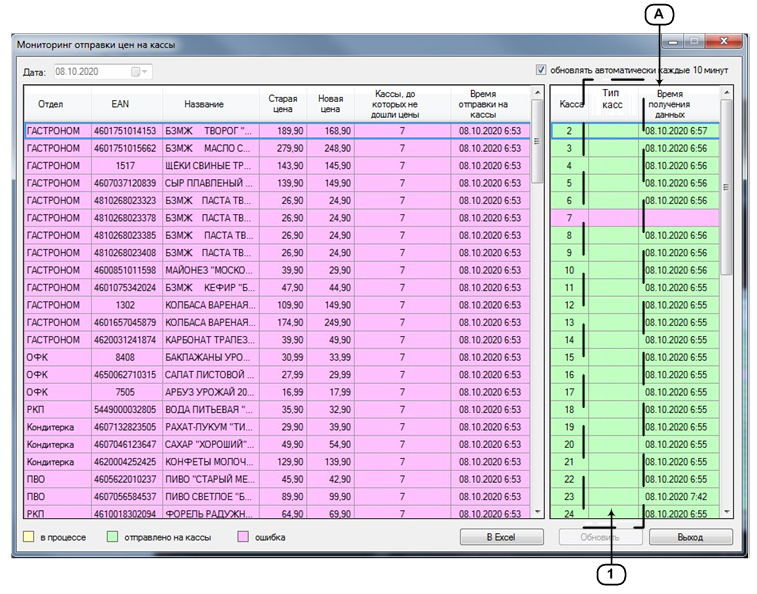 A
Мониторинг отправки цен на кассы
Дата: 08.10.2020
обновлять автоматически каждые 10 минут
Отдел EAN Название Старая цена Новая цена Кассы, до которых не дошли цены Время отправки на кассы
ГАСТРОНОМ 4601751014153 БЗМЖ ТВОРОГ "... 189,90 168,90 7 08.10.2020 6:53
ГАСТРОНОМ 4601751015662 БЗМЖ МАСЛО С... 279,90 248,90 7 08.10.2020 6:53
ГАСТРОНОМ 1517 ЩЁКИ СВИНЫЕ ТР... 143,90 145,90 7 08.10.2020 6:53
ГАСТРОНОМ 4607037120839 СЫР ПЛАВЛЕНЫЙ ... 139,90 149,90 7 08.10.2020 6:53
ГАСТРОНОМ 4810268023323 БЗМЖ ПАСТА ТВ... 26,90 24,90 7 08.10.2020 6:53
ГАСТРОНОМ 4810268023378 БЗМЖ ПАСТА ТВ... 26,90 24,90 7 08.10.2020 6:53
ГАСТРОНОМ 4810268023385 БЗМЖ ПАСТА ТВ... 26,90 24,90 7 08.10.2020 6:53
ГАСТРОНОМ 4810268023408 БЗМЖ ПАСТА ТВ... 26,90 24,90 7 08.10.2020 6:53
ГАСТРОНОМ 4600851011598 МАЙОНЕЗ "МОСКО... 39,90 29,90 7 08.10.2020 6:53
ГАСТРОНОМ 4601075342024 БЗМЖ КЕФИР "Б... 47,90 44,90 7 08.10.2020 6:53
ГАСТРОНОМ 1302 КОЛБАСА ВАРЕНАЯ... 109,90 149,90 7 08.10.2020 6:53
ГАСТРОНОМ 4601657045879 КОЛБАСА ВАРЕНАЯ... 174,90 249,90 7 08.10.2020 6:53
ГАСТРОНОМ 4620031241874 КАРБОНАТ ТРАПЕЗ... 39,90 49,90 7 08.10.2020 6:53
ОФК 8408 БАКЛАЖАНЫ УРО... 30,99 33,99 7 08.10.2020 6:53
ОФК 4650062710315 САЛАТ ЛИСТОВОЙ ... 27,99 29,99 7 08.10.2020 6:53
ОФК 7505 АРБУЗ УРОЖАЙ 20... 16,99 17,99 7 08.10.2020 6:53
РКП 5449000032805 ВОДА ПИТЬЕВАЯ "... 35,90 32,90 7 08.10.2020 6:53
Кондитерка 4607132823505 РАХАТ-ЛУКУМ "ТИ... 29,90 39,90 7 08.10.2020 6:53
Кондитерка 4607046123647 САХАР "ХОРОШИЙ"... 49,90 54,90 7 08.10.2020 6:53
Кондитерка 4620004252425 КОНФЕТЫ МОЛОЧ... 129,90 139,90 7 08.10.2020 6:53
ПВО 4605622010237 ПИВО "СТАРЫЙ МЕ... 45,90 42,90 7 08.10.2020 6:53
ПВО 4607056584537 ПИВО СВЕТЛОЕ "Б... 89,90 99,90 7 08.10.2020 6:53
РКП 4610018302094 ФОРЕЛЬ РАДУЖН... 64,90 69,90 7 08.10.2020 6:53
Касса Тип касс Время получения данных
2 08.10.2020 6:57
3 08.10.2020 6:56
4 08.10.2020 6:56
5 08.10.2020 6:56
6 08.10.2020 6:56
7
8 08.10.2020 6:56
9 08.10.2020 6:56
10 08.10.2020 6:56
11 08.10.2020 6:55
12 08.10.2020 6:55
13 08.10.2020 6:55
14 08.10.2020 6:55
15 08.10.2020 6:55
16 08.10.2020 6:55
17 08.10.2020 6:55
18 08.10.2020 6:55
19 08.10.2020 6:55
20 08.10.2020 6:55
21 08.10.2020 6:55
22 08.10.2020 6:55
23 08.10.2020 7:42
24 08.10.2020 6:55
в процессе отправлено на кассы ошибка В Excel Обновить Выход
1